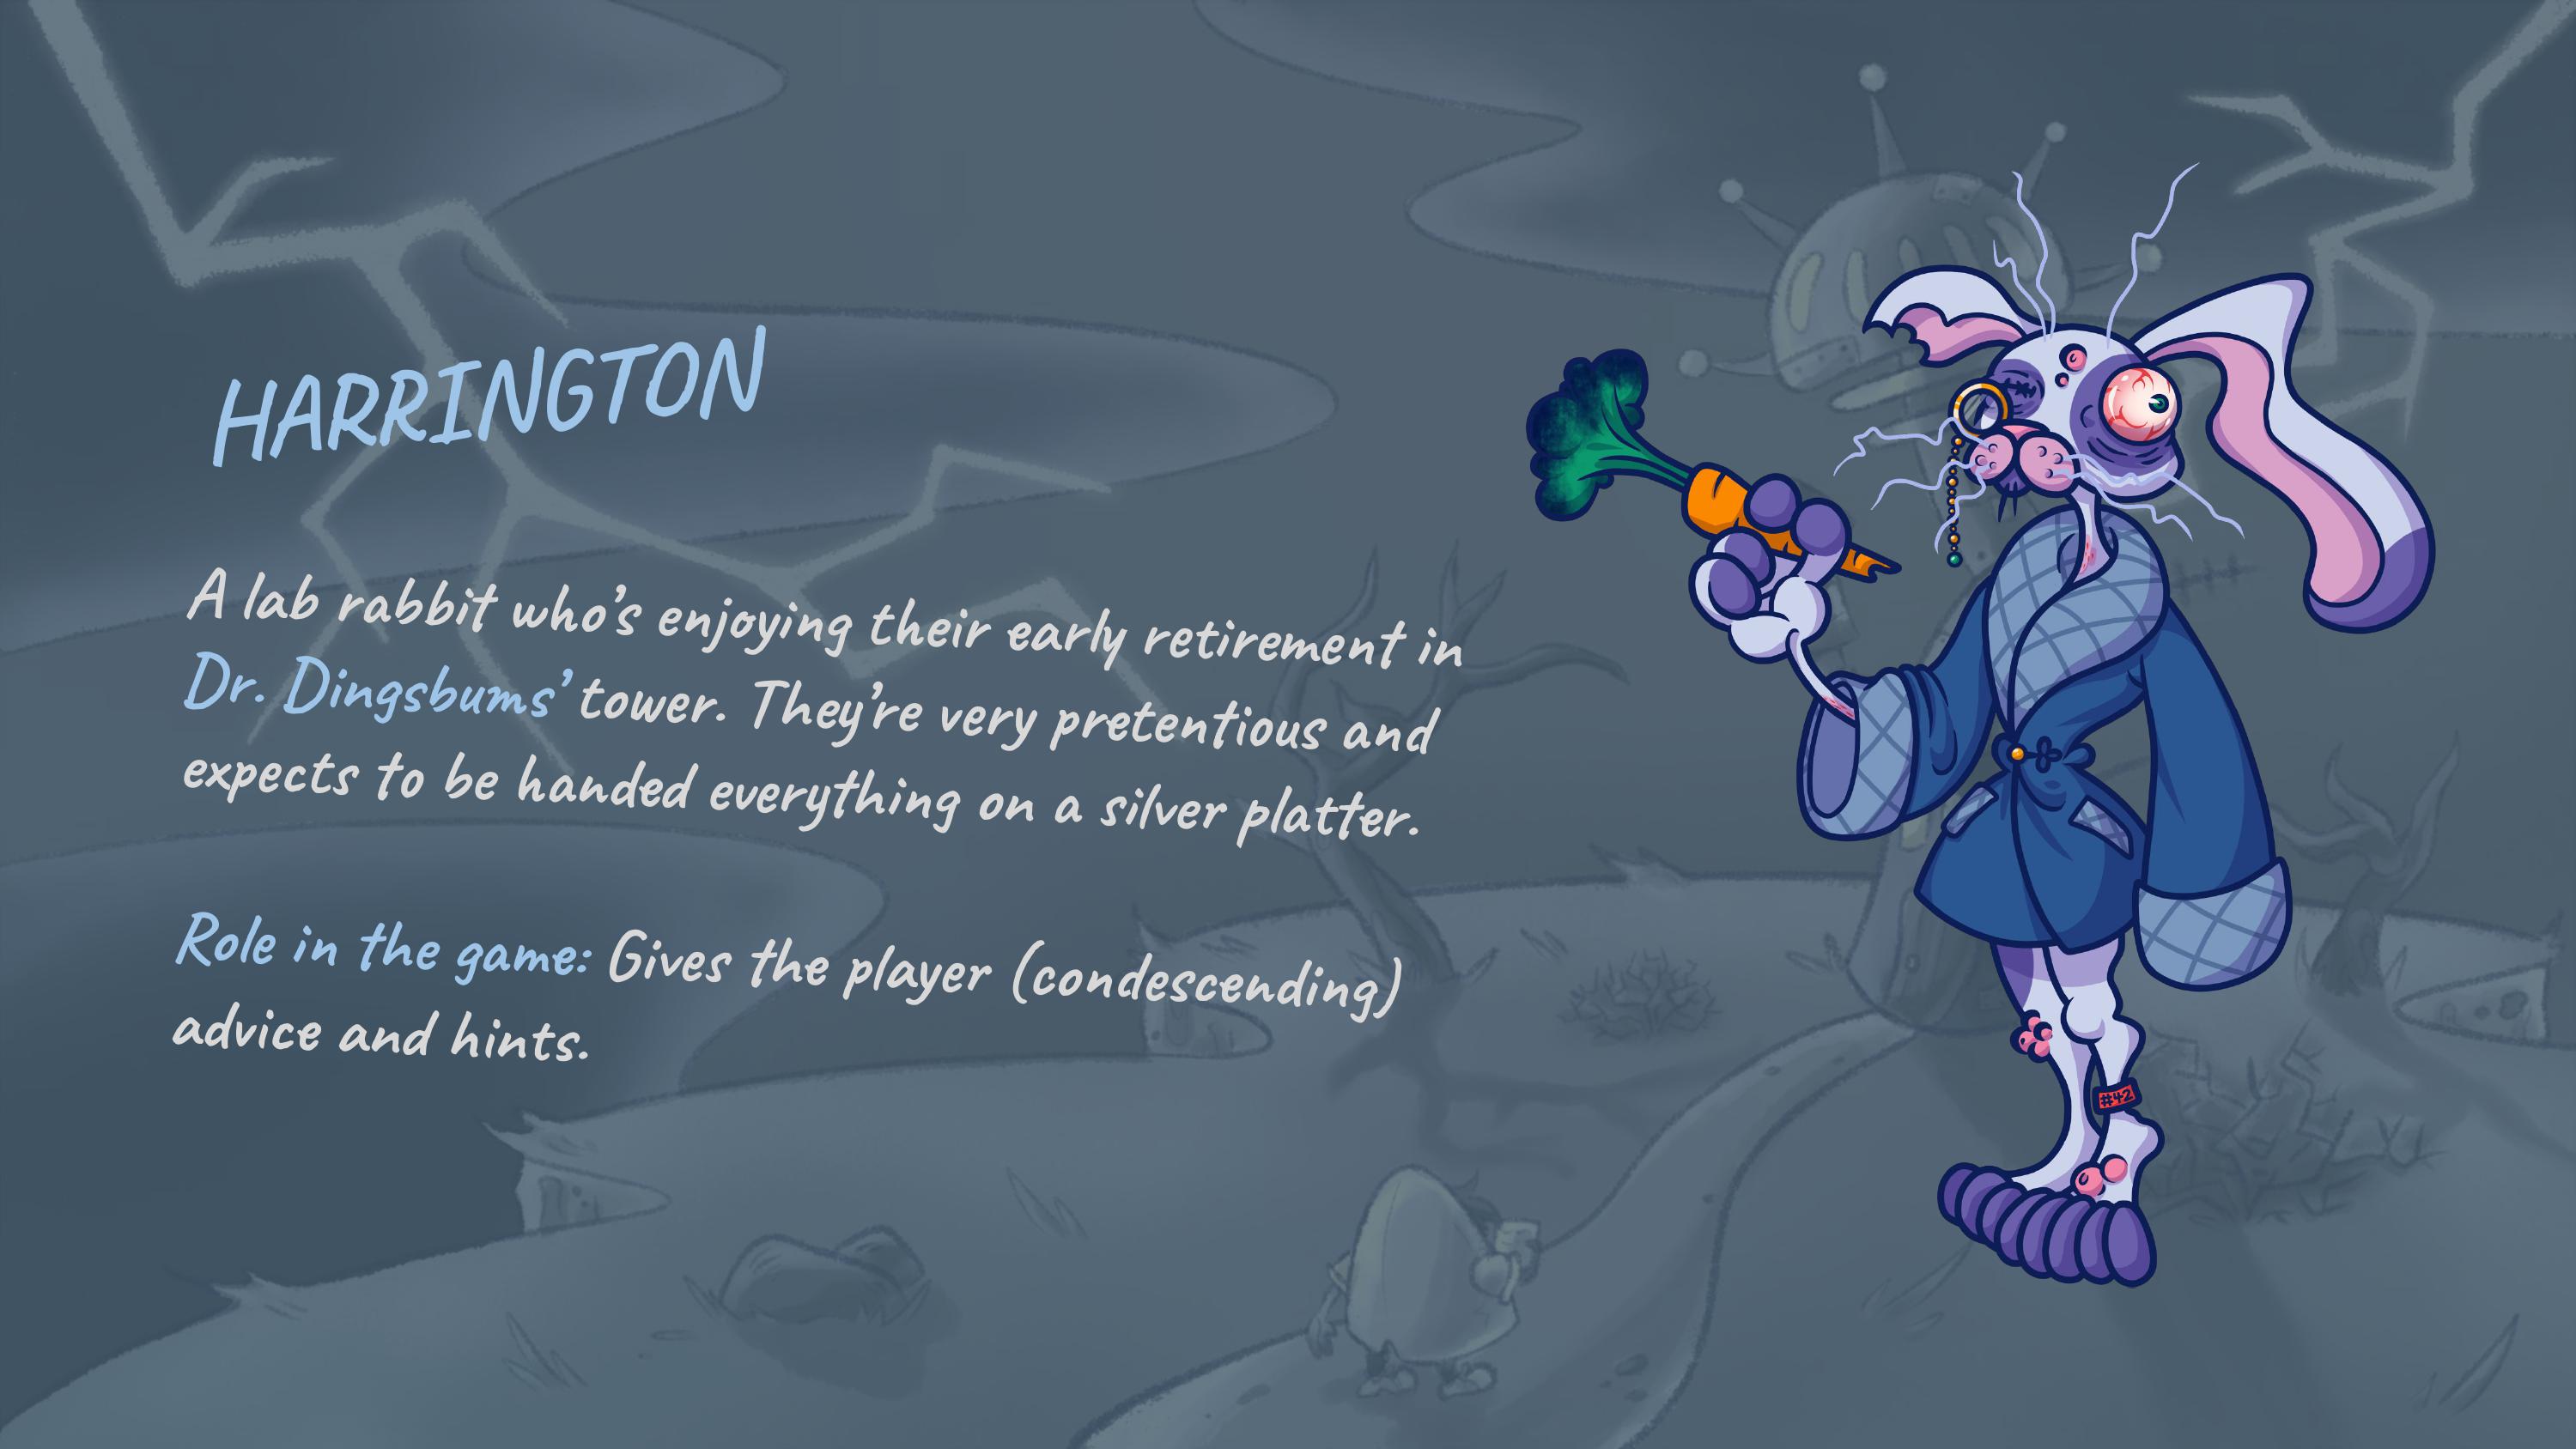 HARRINGTON
A lab rabbit who's enjoying their early retirement in
Dr. Dingsbums' tower. They're very pretentious and
expects to be handed everything on a silver platter.
Role in the game: Gives the player (condescending)
advice and hints.
#42